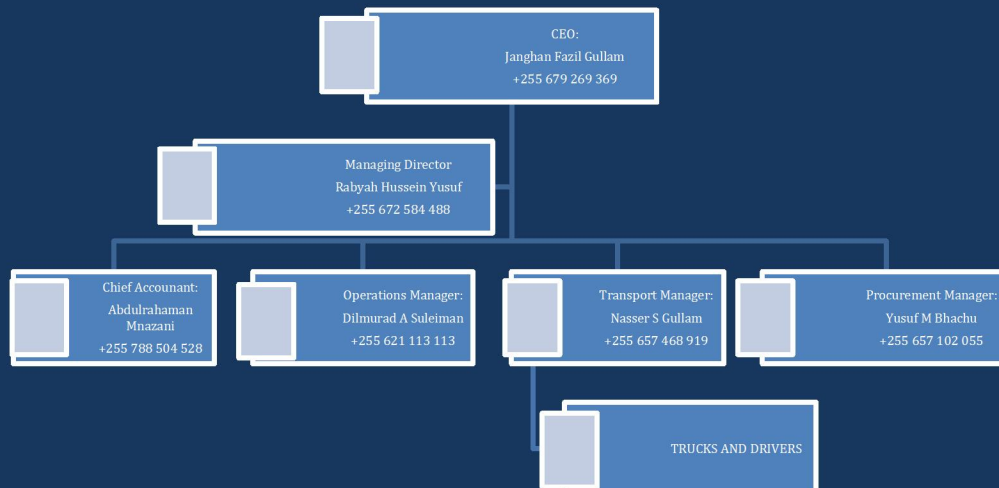 CEO:
Janghan Fazil Gullam
+255 679 269 369
Managing Director
Rabyah Hussein Yusuf
+255 672 584 488
Chief Accounant:
Abdulrahaman
Mnazani
+255 788 504 528
Operations Manager:
Dilmurad A Suleiman
+255 621 113 113
Transport Manager:
Nasser S Gullam
+255 657 468 919
Procurement Manager:
Yusuf M Bhachu
+255 657 102 055
TRUCKS AND DRIVERS